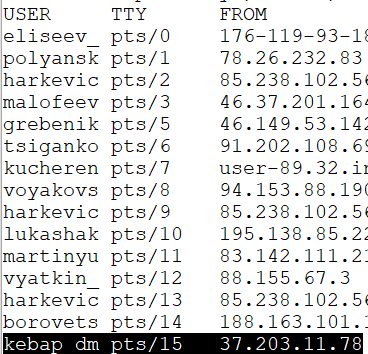 USER TTY FROM
eliseev_ pts/0 176-119-93-18
polyansk pts/1 78.26.232.83
harkevic pts/2 85.238.102.56
malofeev pts/3 46.37.201.164
grebenik pts/5 46.149.53.142
tsiganko pts/6 91.202.108.69
kucheren pts/7 user-89.32.in
voyakovs pts/8 94.153.88.190
harkevic pts/9 85.238.102.56
lukashak pts/10 195.138.85.22
martinyu pts/11 83.142.111.21
vyatkin_ pts/12 88.155.67.3
harkevic pts/13 85.238.102.56
borovets pts/14 188.163.101.1
kebap dm pts/15 37.203.11.78